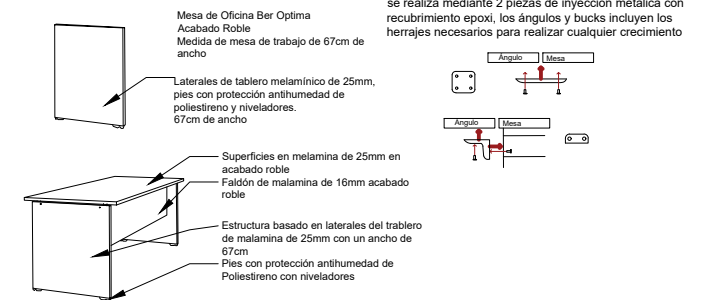 Mesa de Oficina Ber Optima
Acabado Roble
Medida de mesa de trabajo de 67cm de
ancho
Laterales de tablero melamínico de 25mm,
pies con protección antihumedad de
poliestireno y niveladores.
67cm de ancho
Superficies en melamina de 25mm en
acabado roble
Faldón de malamina de 16mm acabado
roble
Estructura basado en laterales del trablero
de malamina de 25mm con un ancho de
67cm
Pies con protección antihumedad de
Poliestireno con niveladores
se realiza mediante 2 piezas de inyección metálica con
recubrimiento epoxi, los ángulos y bucks incluyen los
herrajes necesarios para realizar cualquier crecimiento
Ángulo Mesa
Ángulo Mesa